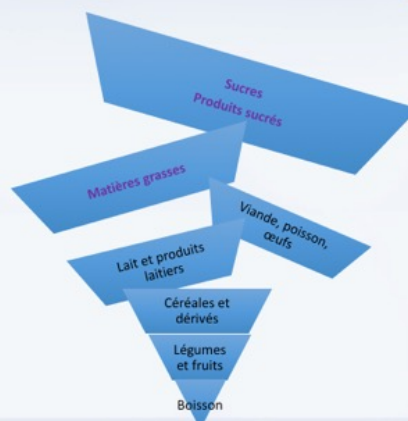 Sucres
Produits sucrés
Matières grasses
Viande, poisson,
œufs
Lait et produits
laitiers
Céréales et
dérivés
Légumes
et fruits
Boisson